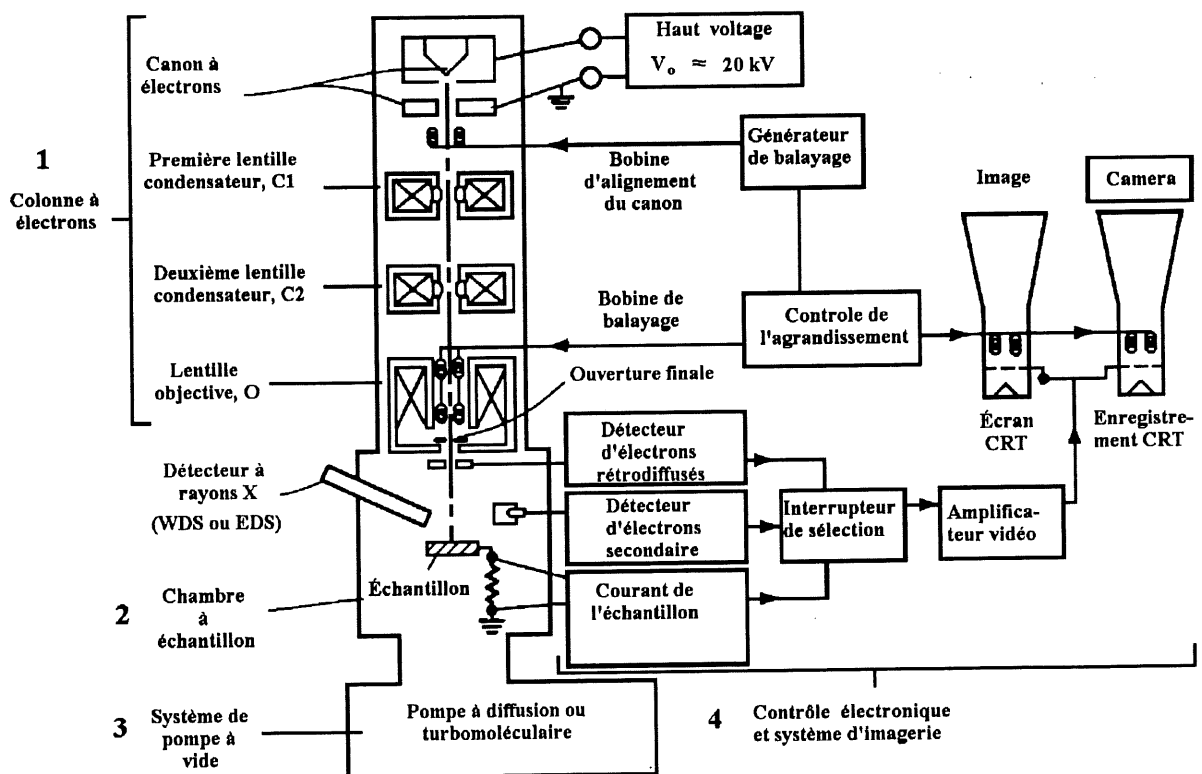 Haut voltage
V₀ ≈ 20 kV
Canon à
électrons
1
Colonne à
électrons
Première lentille
condensateur, C1
Bobine
d'alignement
du canon
Générateur
de balayage
Image
Camera
Deuxième lentille
condensateur, C2
Bobine de
balayage
Controle de
l'agrandissement
Lentille
objective, O
Ouverture finale
Écran
CRT
Enregistre-
ment CRT
Détecteur à
rayons X
(WDS ou EDS)
Détecteur
d'électrons
rétrodiffusés
Détecteur
d'électrons
secondaire
Interrupteur
de sélection
Amplifica-
teur vidéo
Échantillon
Courant de
l'échantillon
2
Chambre
à
échantillon
3
Système de
pompe à
vide
Pompe à diffusion ou
turbomoléculaire
4
Contrôle électronique
et système d'imagerie